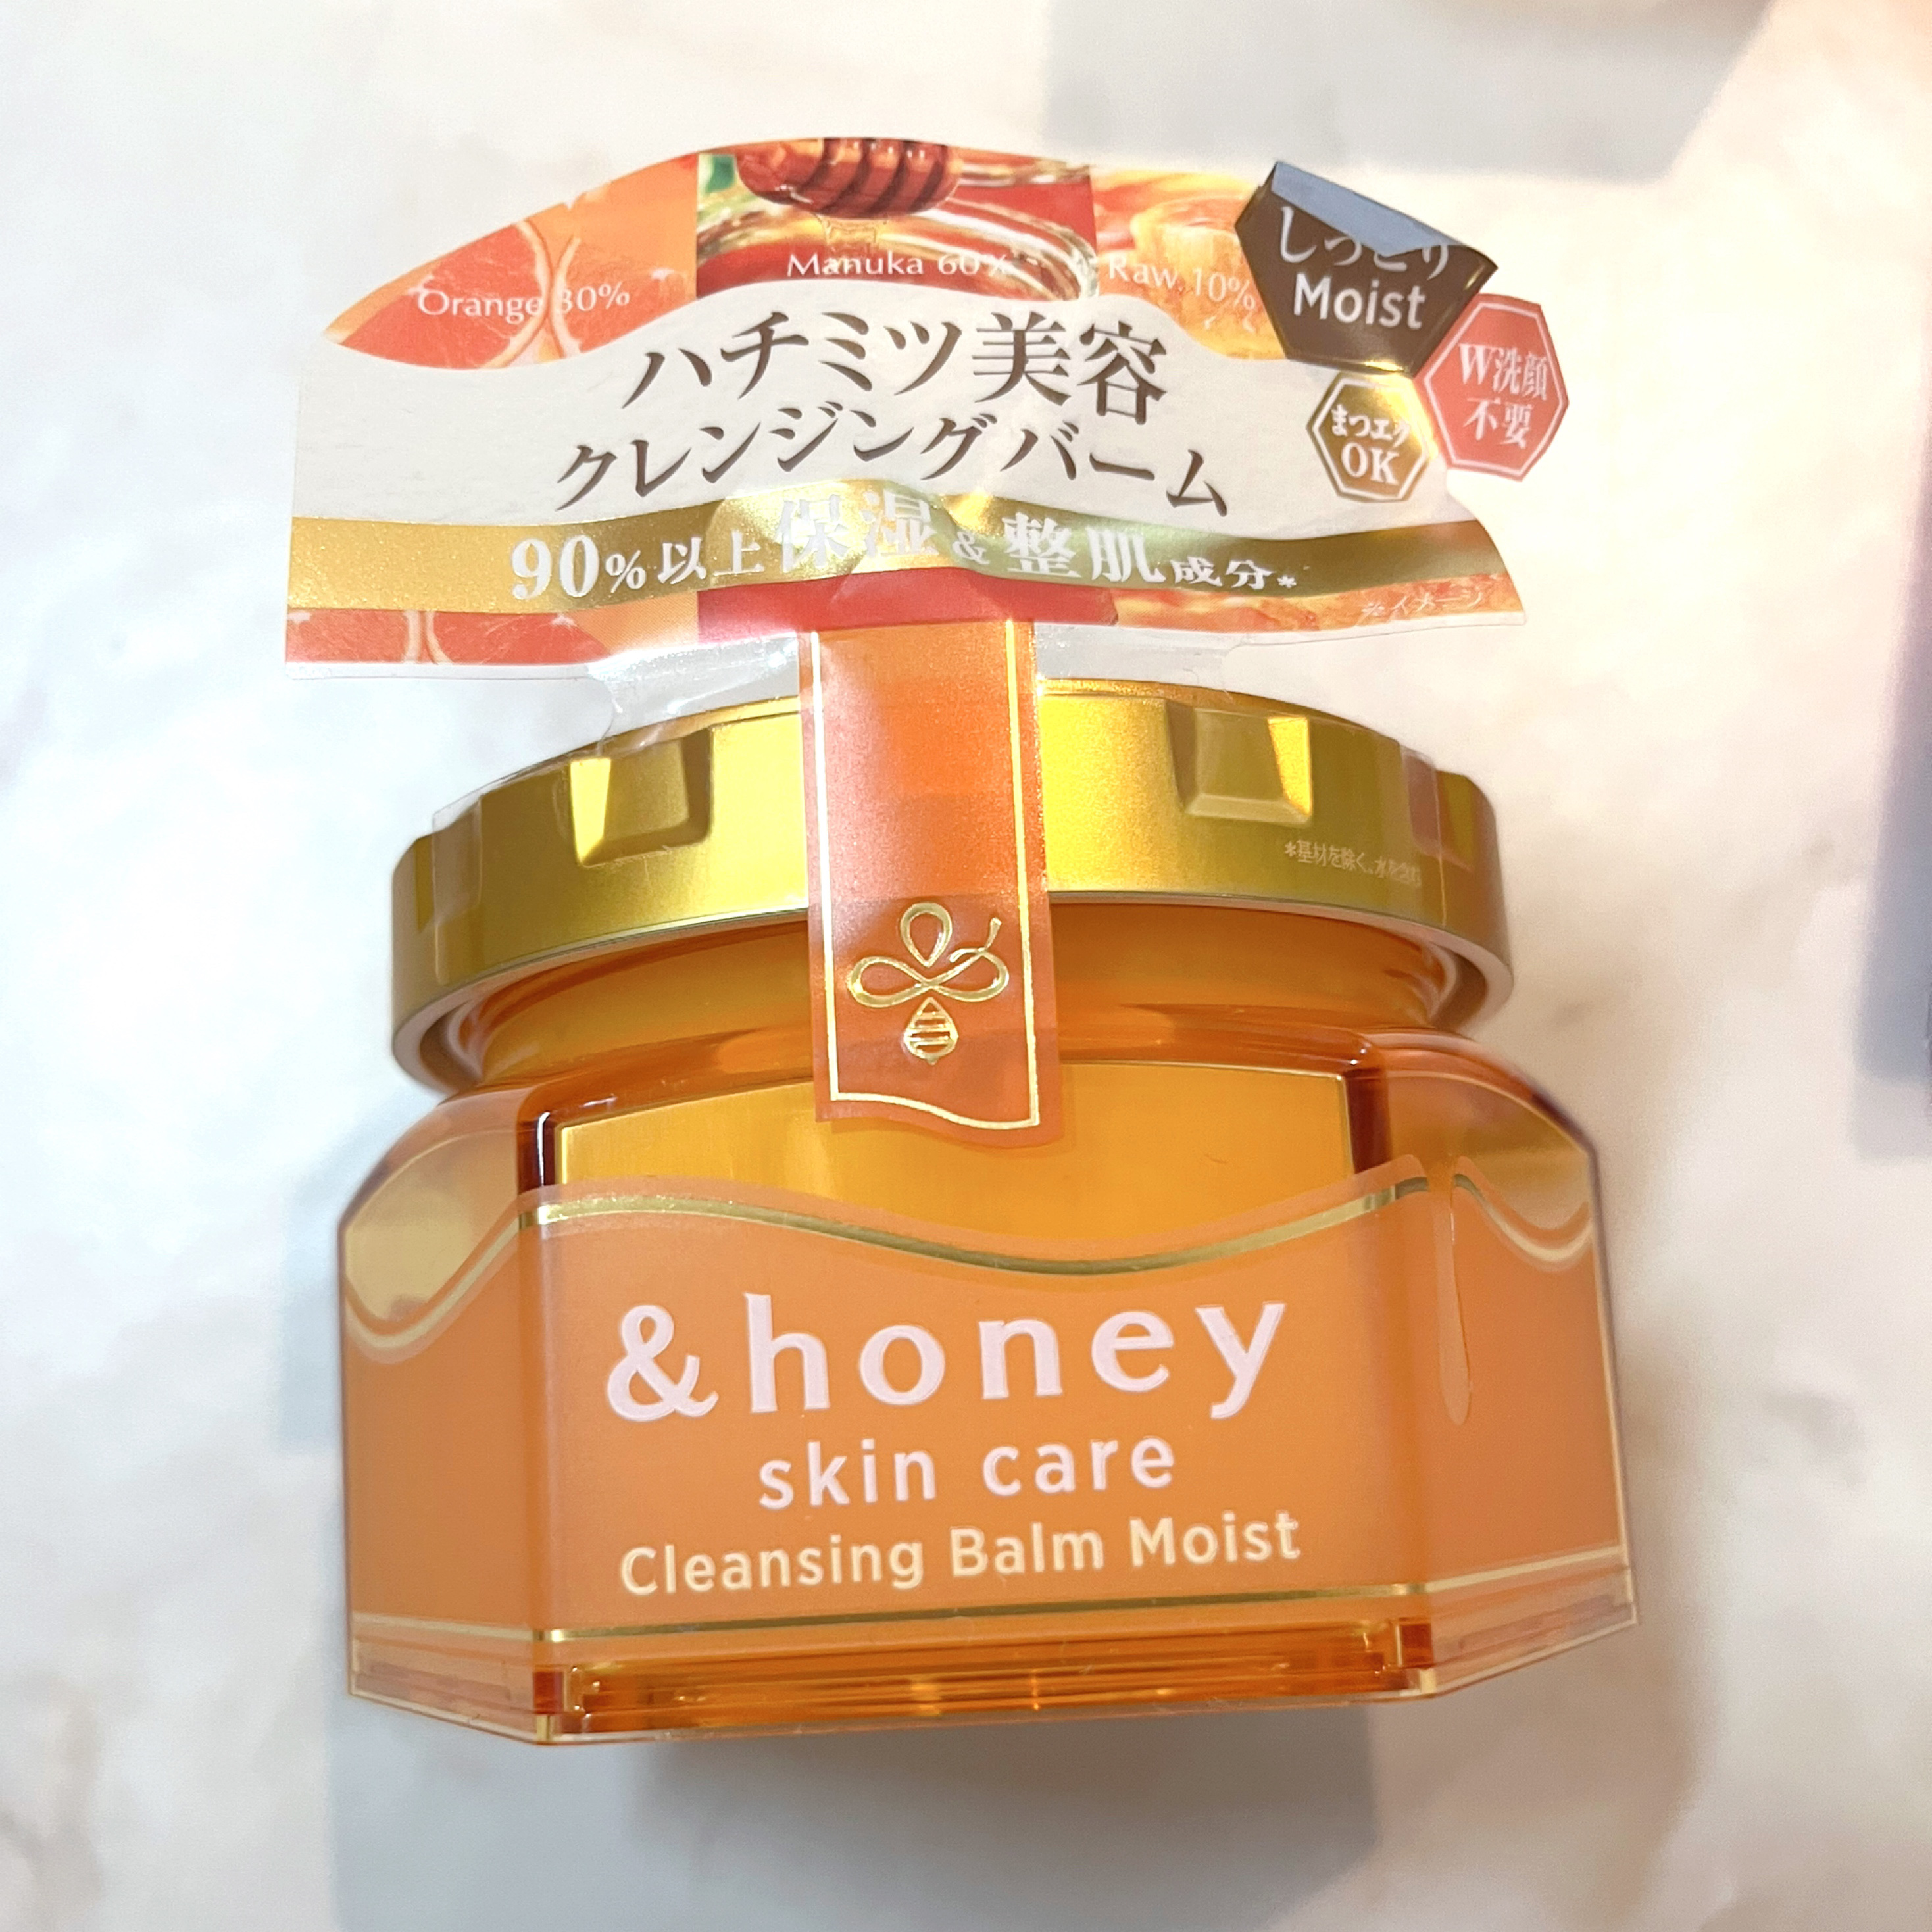 Orange 30%
Manuka 60%
Raw 10%
しっとり
Moist
ハチミツ美容
クレンジングバーム
W洗顔
不要
まつエク
OK
90%以上保湿&整肌成分*
※イメージ
*基材を除く。水を含む
&honey
skin care
Cleansing Balm Moist